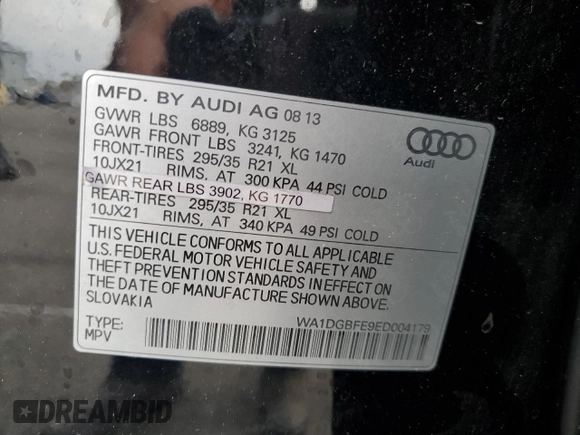 MFD. BY AUDI AG 08 13
GVWR LBS 6889, KG 3125
GAWR FRONT LBS 3241, KG 1470
FRONT-TIRES 295/35 R21 XL
10JX21 RIMS, AT 300 KPA 44 PSI COLD
GAWR REAR LBS 3902, KG 1770
REAR-TIRES 295/35 R21 XL
10JX21 RIMS, AT 340 KPA 49 PSI COLD
THIS VEHICLE CONFORMS TO ALL APPLICABLE
U.S. FEDERAL MOTOR VEHICLE SAFETY AND
THEFT PREVENTION STANDARDS IN EFFECT ON
THE DATE OF MANUFACTURE SHOWN ABOVE.
SLOVAKIA
TYPE:
MPV
WA1DGBFE9ED004179
Audi
DREAMBID